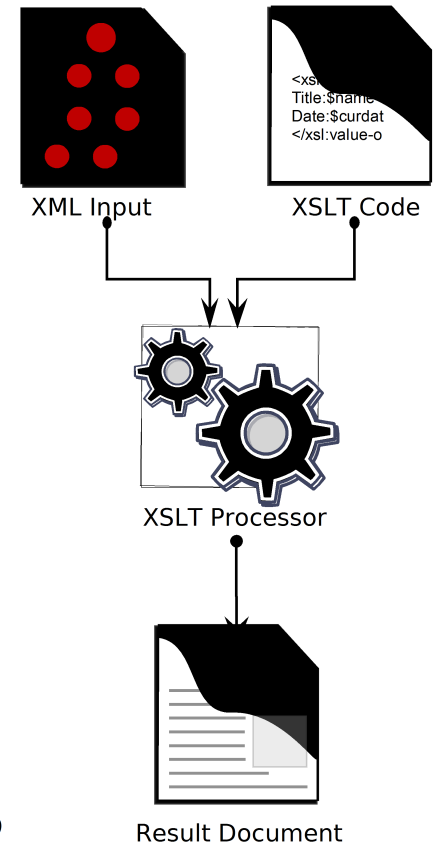 <xsl
Title:$name
Date:$curdat
</xsl:value-o
XML Input
XSLT Code
XSLT Processor
Result Document